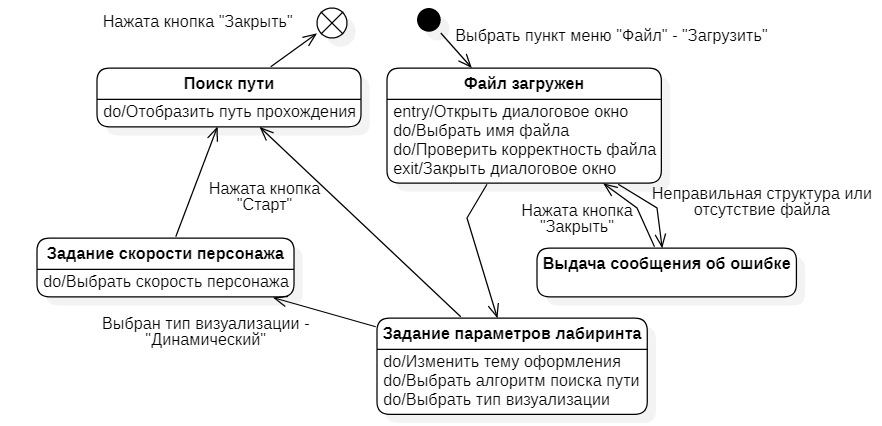 Нажата кнопка "Закрыть"
Выбрать пункт меню "Файл" - "Загрузить"
Поиск пути
do/Отобразить путь прохождения
Файл загружен
entry/Открыть диалоговое окно
do/Выбрать имя файла
do/Проверить корректность файла
exit/Закрыть диалоговое окно
Нажата кнопка
"Старт"
Нажата кнопка
"Закрыть"
Неправильная структура или
отсутствие файла
Задание скорости персонажа
do/Выбрать скорость персонажа
Выдача сообщения об ошибке
Выбран тип визуализации -
"Динамический"
Задание параметров лабиринта
do/Изменить тему оформления
do/Выбрать алгоритм поиска пути
do/Выбрать тип визуализации